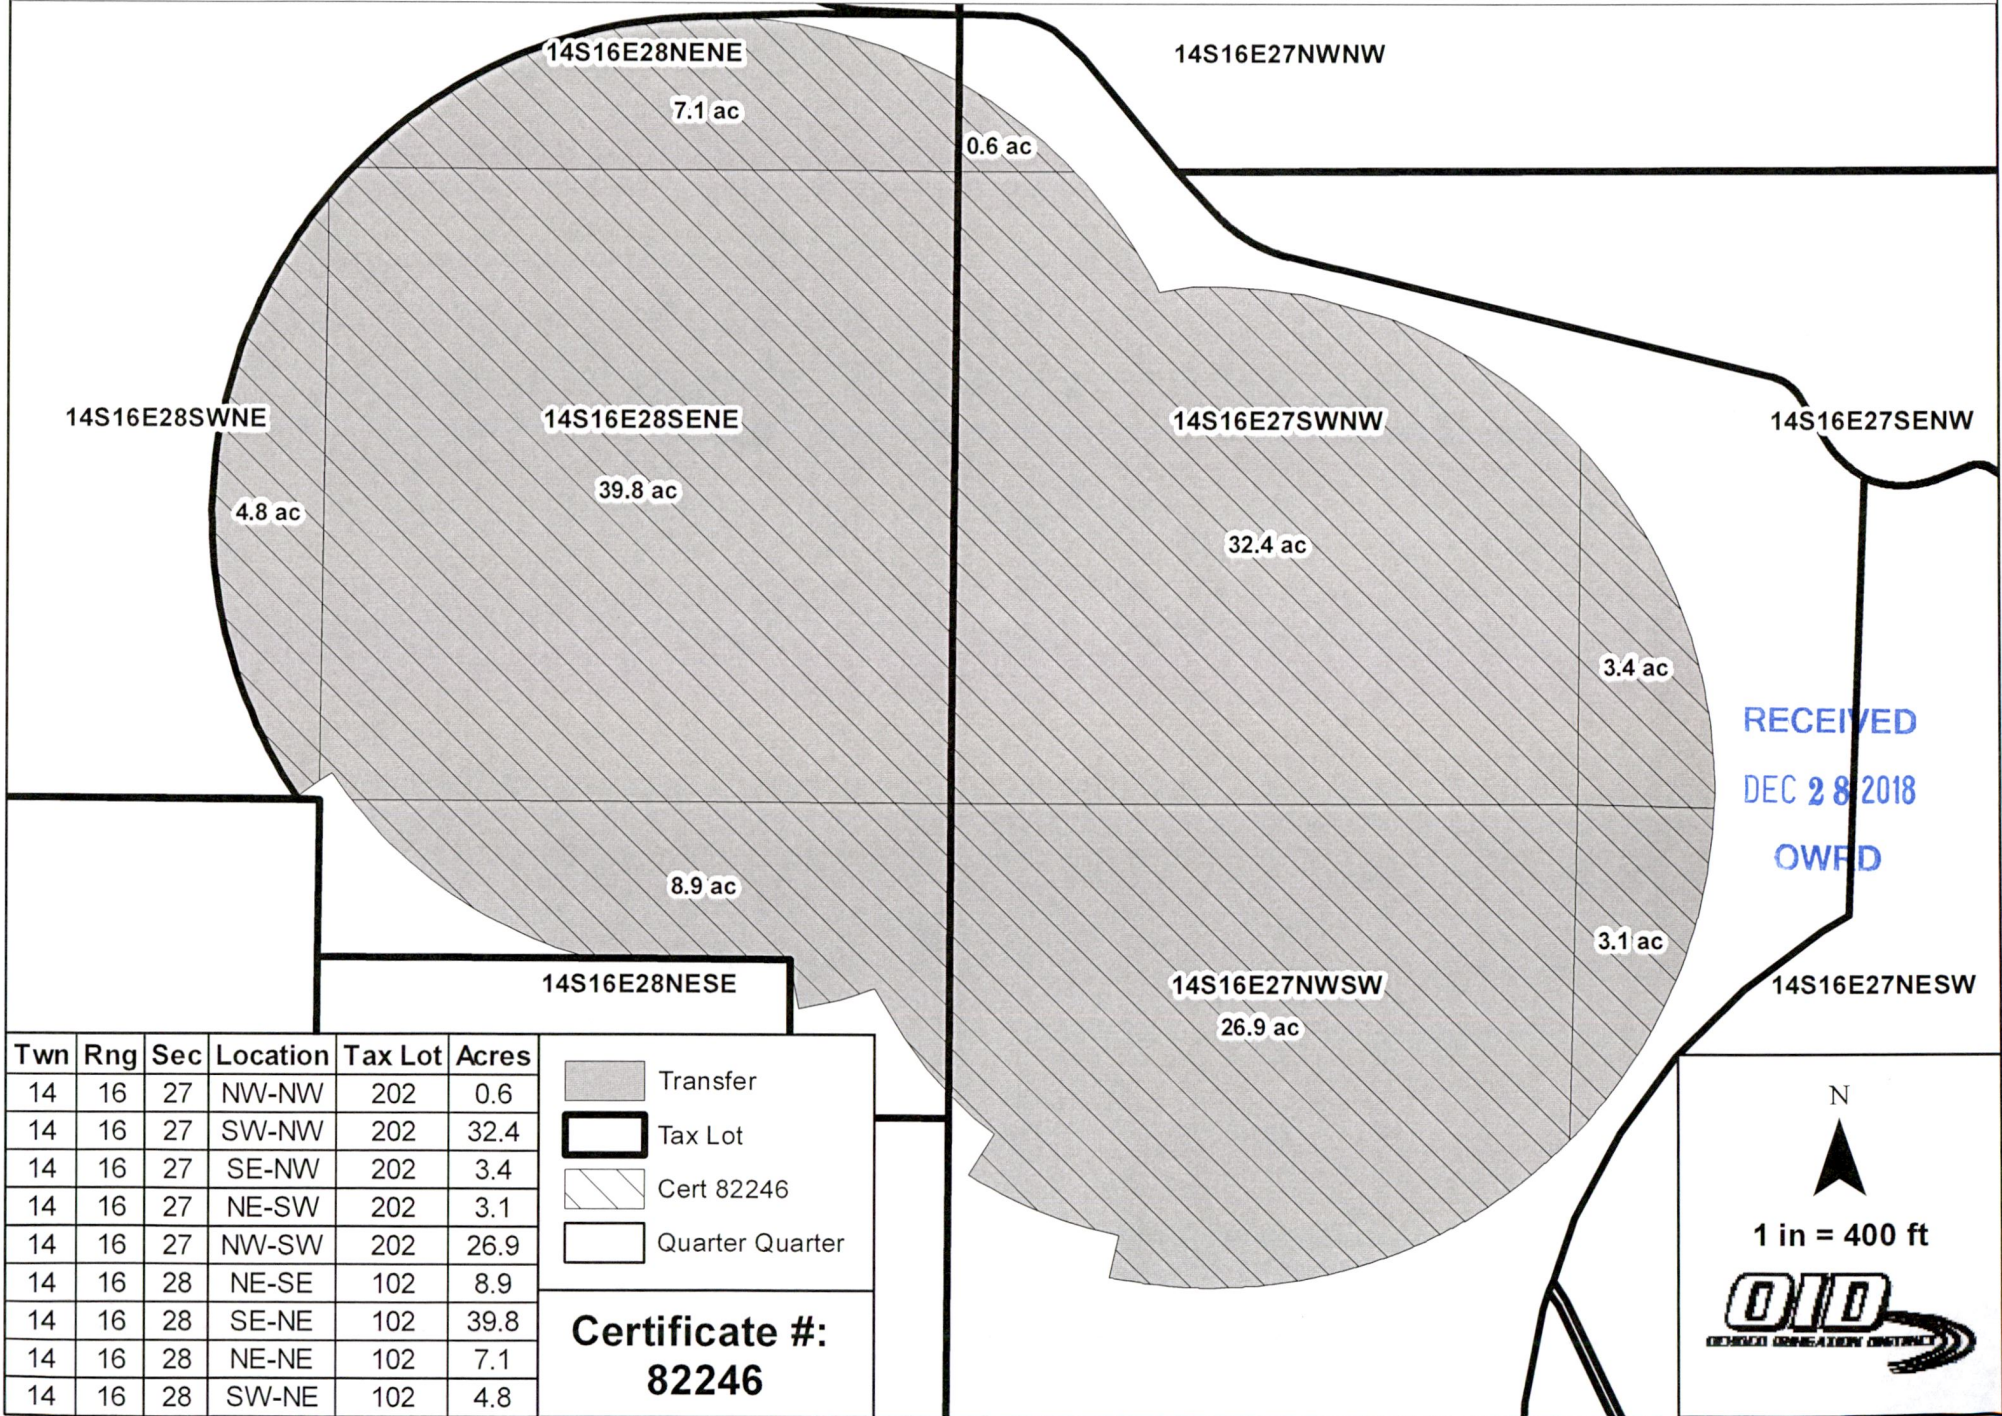 14S16E28NENE
7.1 ac
14S16E27NWNW
0.6 ac
14S16E28SWNE
4.8 ac
14S16E28SENE
39.8 ac
14S16E27SWNW
32.4 ac
14S16E27SENW
3.4 ac
RECEIVED
DEC 28 2018
OWRD
8.9 ac
3.1 ac
14S16E28NESE
14S16E27NWSW
26.9 ac
14S16E27NESW
Twn Rng Sec Location Tax Lot Acres
14 16 27 NW-NW 202 0.6
14 16 27 SW-NW 202 32.4
14 16 27 SE-NW 202 3.4
14 16 27 NE-SW 202 3.1
14 16 27 NW-SW 202 26.9
14 16 28 NE-SE 102 8.9
14 16 28 SE-NE 102 39.8
14 16 28 NE-NE 102 7.1
14 16 28 SW-NE 102 4.8
Transfer
Tax Lot
Cert 82246
Quarter Quarter
Certificate #:
82246
N
1 in = 400 ft
OID
OCHOCO IRRIGATION DISTRICT